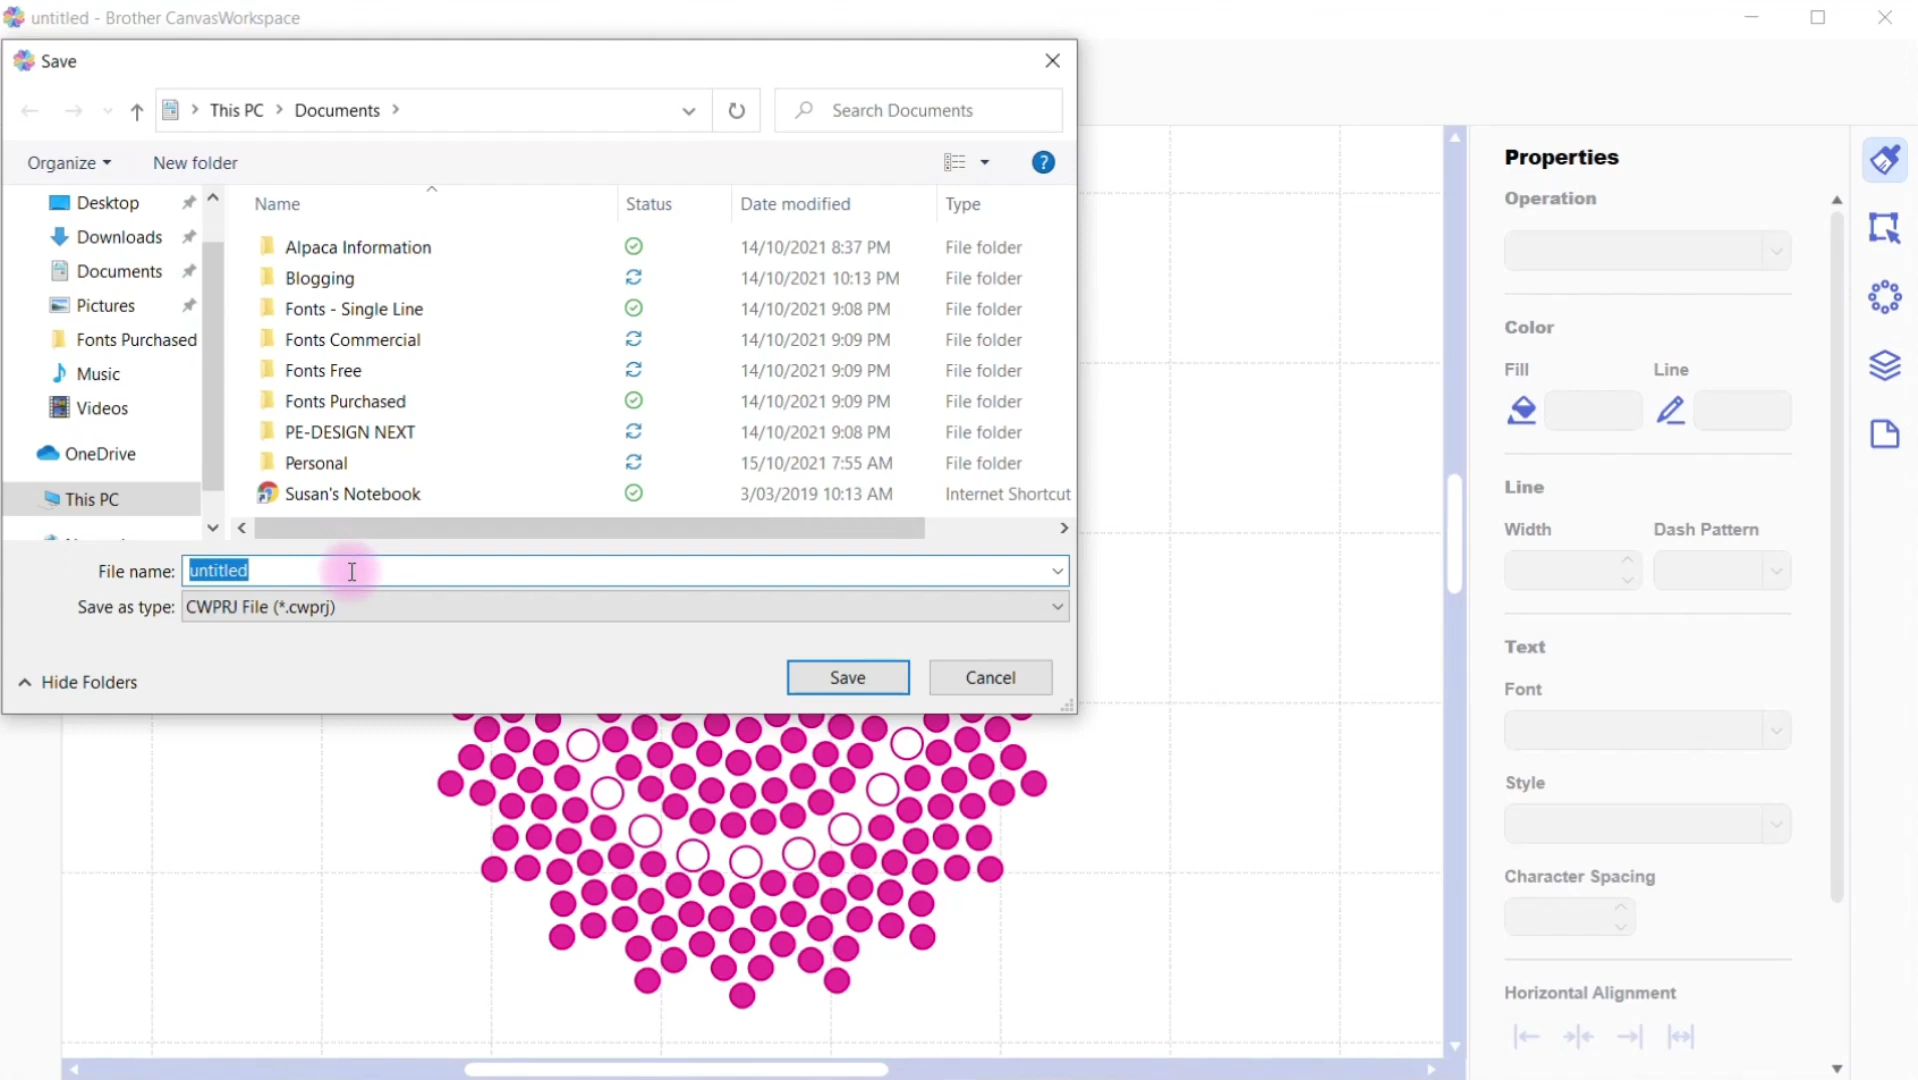 untitled - Brother CanvasWorkspace
Save
This PC > Documents >
Search Documents
Organize
New folder
?
Desktop
Downloads
Documents
Pictures
Fonts Purchased
Music
Videos
OneDrive
This PC
Name Status Date modified Type
Alpaca Information 14/10/2021 8:37 PM File folder
Blogging 14/10/2021 10:13 PM File folder
Fonts - Single Line 14/10/2021 9:08 PM File folder
Fonts Commercial 14/10/2021 9:09 PM File folder
Fonts Free 14/10/2021 9:09 PM File folder
Fonts Purchased 14/10/2021 9:09 PM File folder
PE-DESIGN NEXT 14/10/2021 9:08 PM File folder
Personal 15/10/2021 7:55 AM File folder
Susan's Notebook 3/03/2019 10:13 AM Internet Shortcut
File name: untitled
Save as type: CWPRJ File (*.cwprj)
Hide Folders
Save
Cancel
Properties
Operation
Color
Fill Line
Line
Width Dash Pattern
Text
Font
Style
Character Spacing
Horizontal Alignment